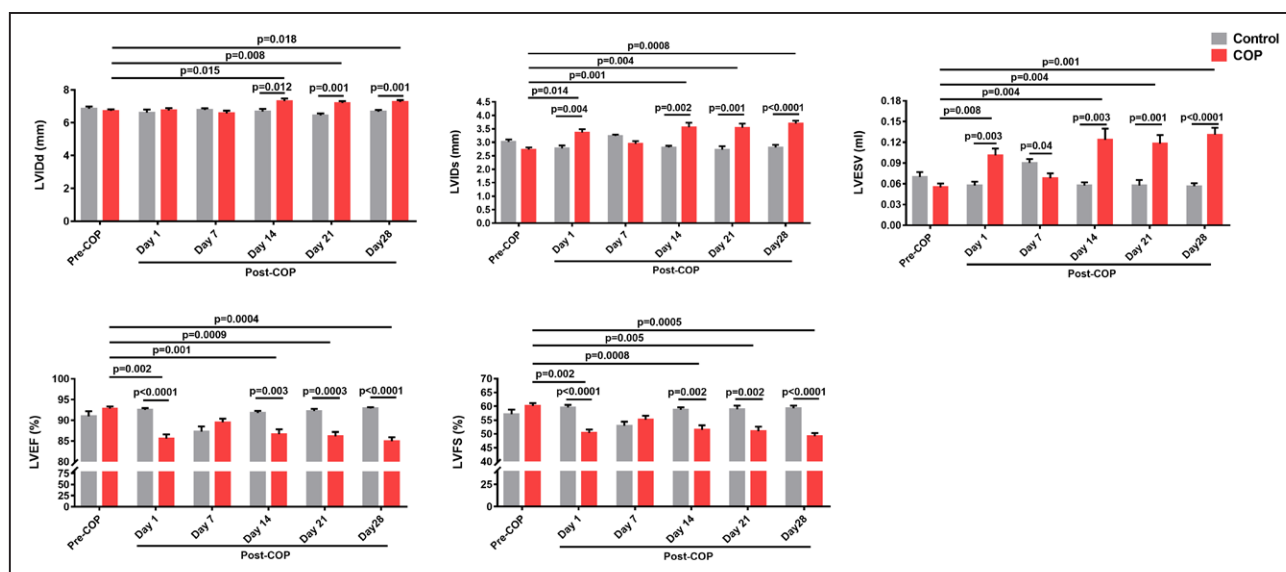 Control
COP
p=0.018
p=0.008
p=0.015
p=0.012
p=0.001
p=0.001
LVIDd (mm)
8
6
4
2
0
Pre-COP
Day 1
Day 7
Day 14
Day 21
Day28
Post-COP
p=0.0008
p=0.004
p=0.001
p=0.014
p=0.004
p=0.002
p=0.001
p<0.0001
LVIDs (mm)
4.5
4.0
3.5
3.0
2.5
2.0
1.5
1.0
0.5
0.0
Pre-COP
Day 1
Day 7
Day 14
Day 21
Day28
Post-COP
p=0.001
p=0.004
p=0.004
p=0.008
p=0.003
p=0.04
p=0.003
p=0.001
p<0.0001
LVESV (ml)
0.15
0.12
0.09
0.06
0.03
0.00
Pre-COP
Day 1
Day 7
Day 14
Day 21
Day28
Post-COP
p=0.0004
p=0.0009
p=0.001
p=0.002
p<0.0001
p=0.003
p=0.0003
p<0.0001
LVEF (%)
100
95
90
85
80
75
50
25
0
Pre-COP
Day 1
Day 7
Day 14
Day 21
Day28
Post-COP
p=0.0005
p=0.005
p=0.0008
p=0.002
p<0.0001
p=0.002
p=0.002
p<0.0001
LVFS (%)
70
65
60
55
50
45
40
30
15
0
Pre-COP
Day 1
Day 7
Day 14
Day 21
Day28
Post-COP